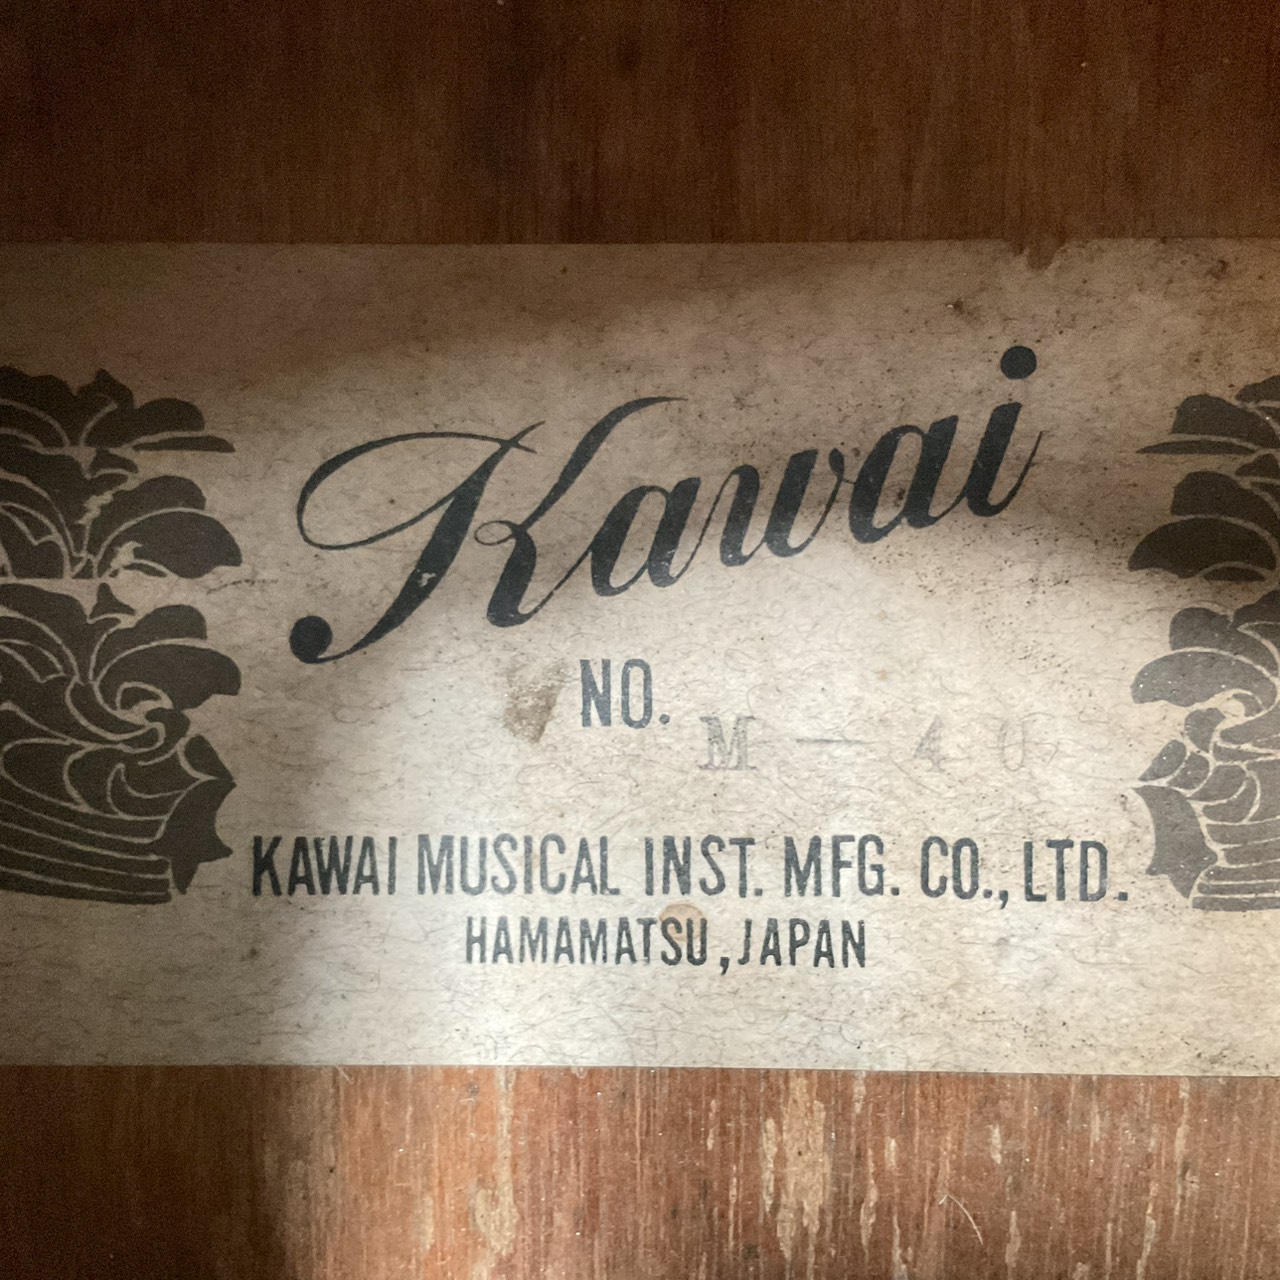 Kawai
NO. M - 40
KAWAI MUSICAL INST. MFG. CO., LTD.
HAMAMATSU, JAPAN